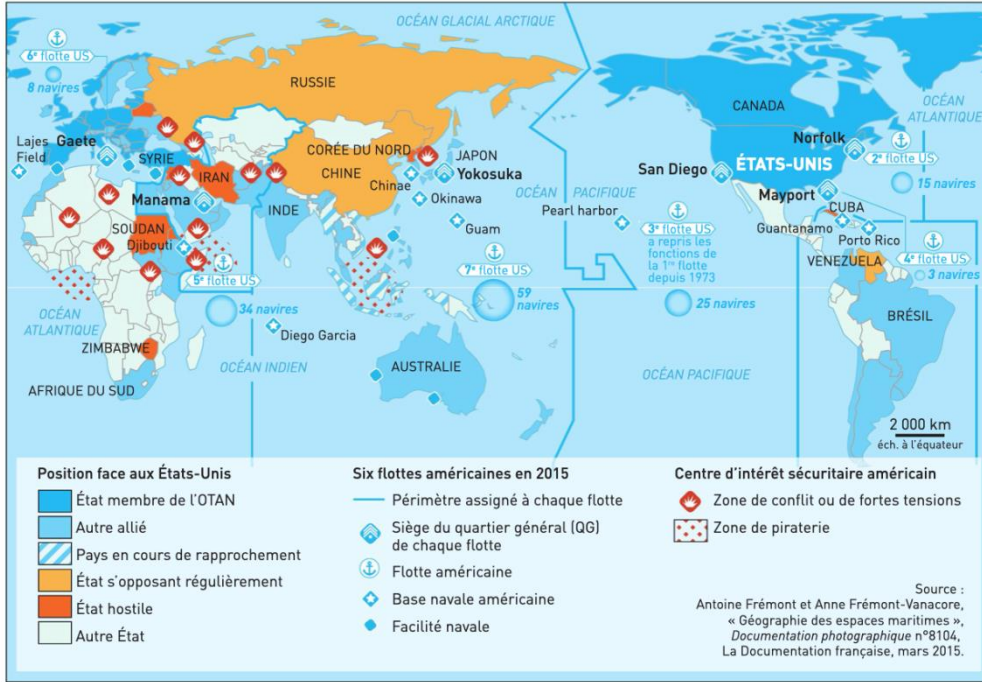 OCÉAN GLACIAL ARCTIQUE
6e flotte US
8 navires
RUSSIE
CANADA
OCÉAN
ATLANTIQUE
Lajes
Field
Gaete
SYRIE
IRAN
CORÉE DU NORD
CHINE
JAPON
Chinae
Yokosuka
Okinawa
Guam
OCÉAN
PACIFIQUE
Pearl harbor
San Diego
ÉTATS-UNIS
Norfolk
2e flotte US
15 navires
Mayport
CUBA
Guantanamo
Porto Rico
Manama
SOUDAN
Djibouti
INDE
5e flotte US
34 navires
7e flotte US
59
navires
3e flotte US
a repris les
fonctions de
la 1re flotte
depuis 1973
25 navires
4e flotte US
3 navires
VENEZUELA
BRÉSIL
OCÉAN
ATLANTIQUE
ZIMBABWE
AFRIQUE DU SUD
Diego Garcia
OCÉAN INDIEN
AUSTRALIE
OCÉAN PACIFIQUE
2 000 km
éch. à l'équateur
Position face aux États-Unis
État membre de l'OTAN
Autre allié
Pays en cours de rapprochement
État s'opposant régulièrement
État hostile
Autre État
Six flottes américaines en 2015
Périmètre assigné à chaque flotte
Siège du quartier général (QG)
de chaque flotte
Flotte américaine
Base navale américaine
Facilité navale
Centre d'intérêt sécuritaire américain
Zone de conflit ou de fortes tensions
Zone de piraterie
Source :
Antoine Frémont et Anne Frémont-Vanacore,
« Géographie des espaces maritimes »,
Documentation photographique n°8104,
La Documentation française, mars 2015.